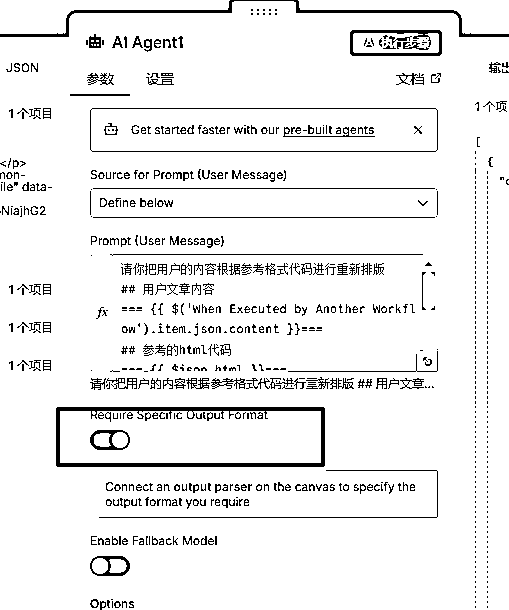 AI Agent1
执行步骤
JSON
参数
设置
文档
输出
1个项目
1个项
Get started faster with our pre-built agents
</p>
mon-
ile" data-
NiajhG2
Source for Prompt (User Message)
Define below
Prompt (User Message)
fx
请你把用户的内容根据参考格式代码进行重新排版
## 用户文章内容
=== {{ $('When Executed by Another Workfl
ow').item.json.content }}===
## 参考的html代码
=== {{ $json.html }}===
1个项目
1个项目
1个项目
请你把用户的内容根据参考格式代码进行重新排版 ## 用户文章...
Require Specific Output Format
Connect an output parser on the canvas to specify the
output format you require
Enable Fallback Model
Options
[
{
"c